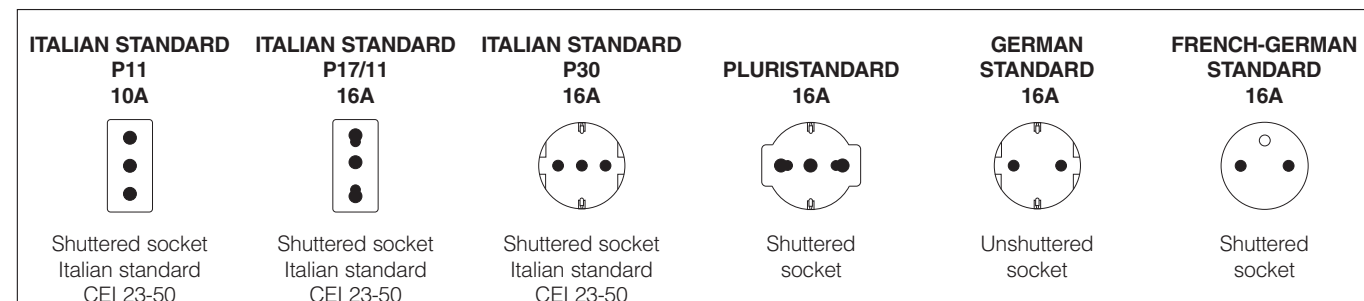 ITALIAN STANDARD
P11
10A
Shuttered socket
Italian standard
CEI 23-50
ITALIAN STANDARD
P17/11
16A
Shuttered socket
Italian standard
CEI 23-50
ITALIAN STANDARD
P30
16A
Shuttered socket
Italian standard
CEI 23-50
PLURISTANDARD
16A
Shuttered
socket
GERMAN
STANDARD
16A
Unshuttered
socket
FRENCH-GERMAN
STANDARD
16A
Shuttered
socket